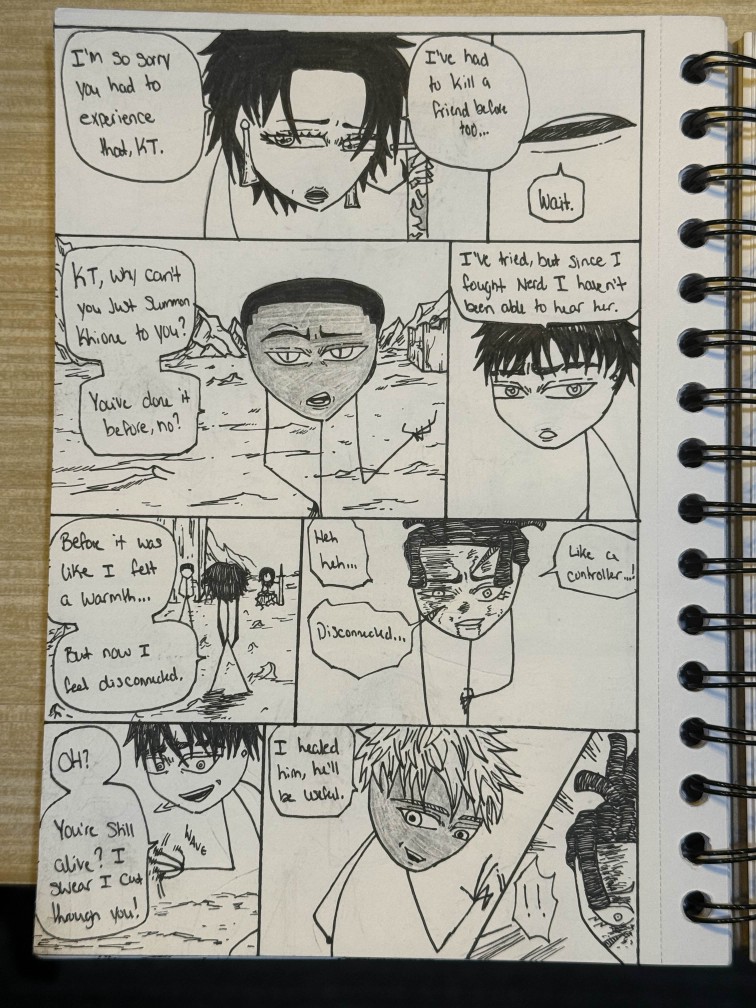 I'm so sorry
you had to
experience
that, KT.
I've had
to kill a
friend before
too...
Wait.
KT, why can't
you Just Summon
Khione to you?
You've done it
before, no?
I've tried, but since I
fought Nerd I haven't
been able to hear her.
Before it was
like I felt
a warmth...
But now I
feel disconnected.
Heh
heh...
Disconnected...
Like a
controller...!
OH?
You're Still
alive? I
swear I cut
through you!
WAVE
I healed
him, he'll
be useful.
!!